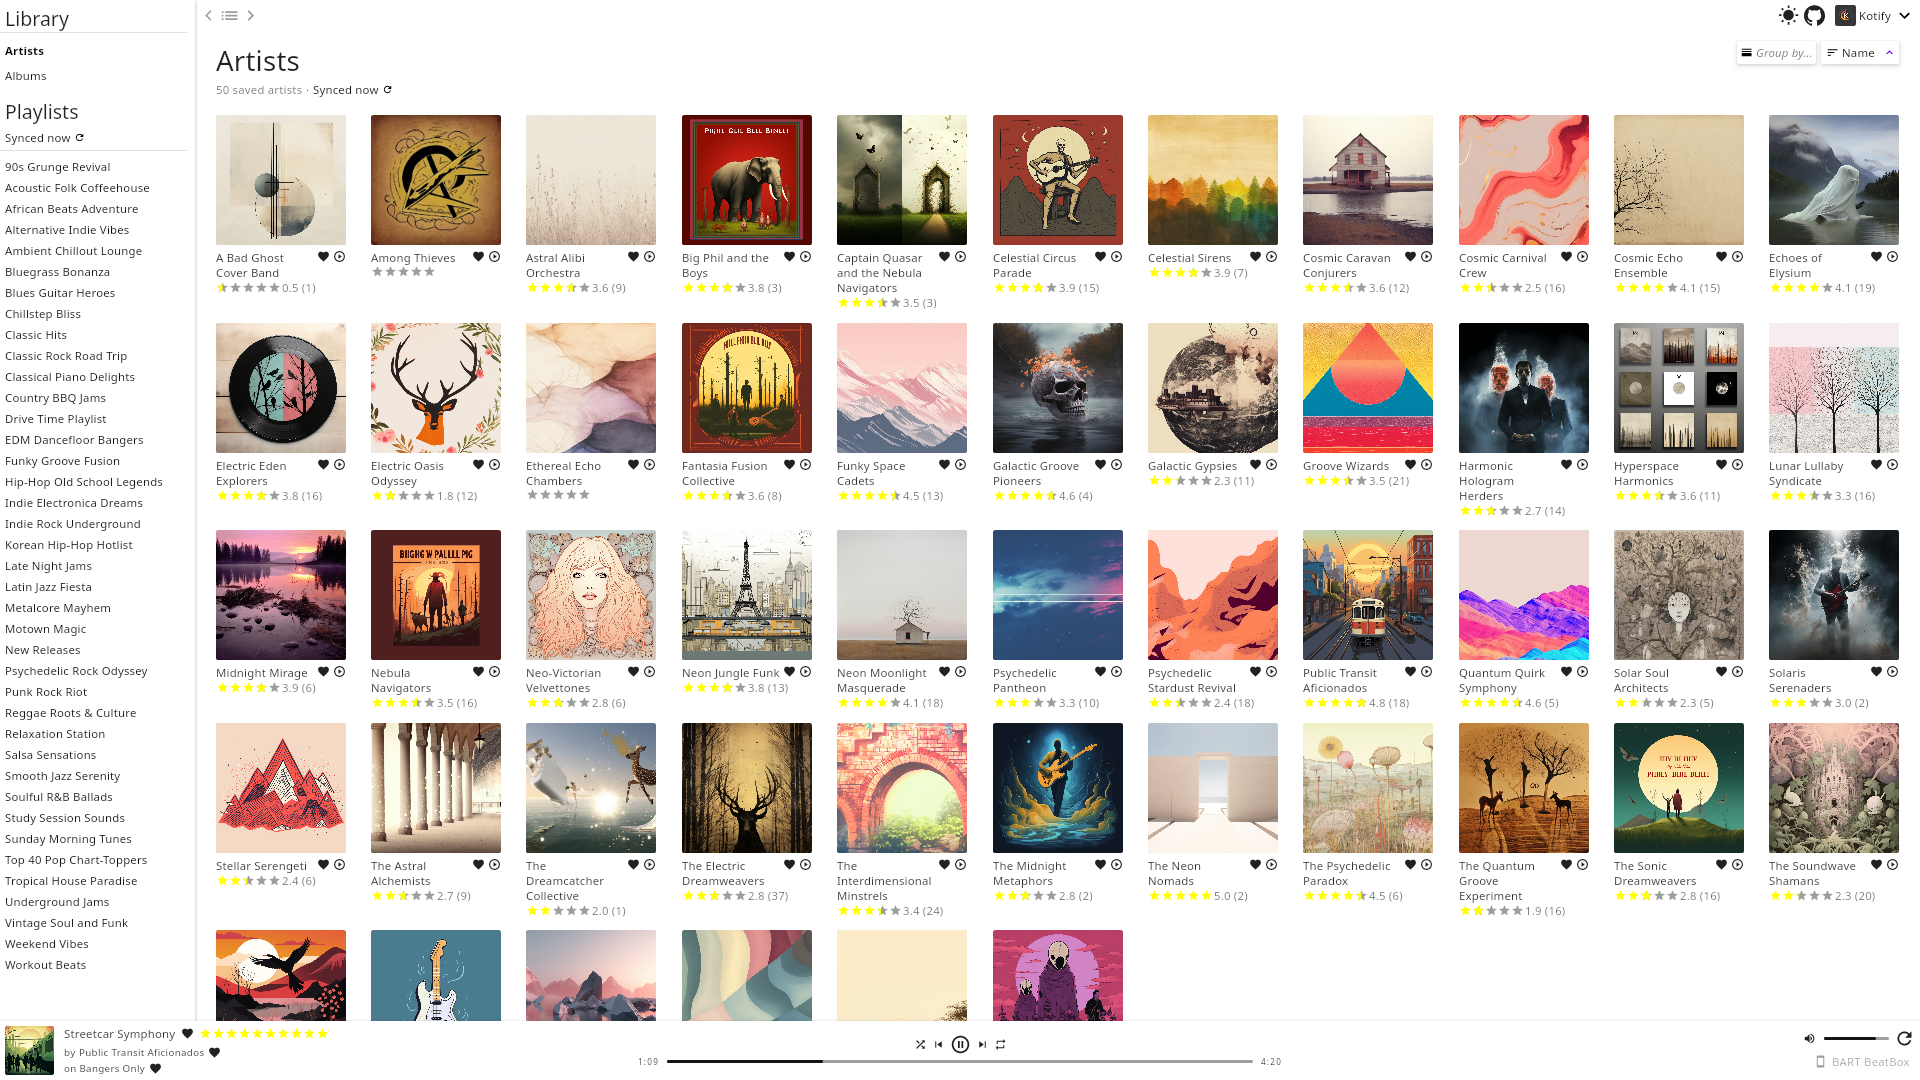 Library
Artists
Albums
Playlists
Synced now
90s Grunge Revival
Acoustic Folk Coffeehouse
African Beats Adventure
Alternative Indie Vibes
Ambient Chillout Lounge
Bluegrass Bonanza
Blues Guitar Heroes
Chillstep Bliss
Classic Hits
Classic Rock Road Trip
Classical Piano Delights
Country BBQ Jams
Drive Time Playlist
EDM Dancefloor Bangers
Funky Groove Fusion
Hip-Hop Old School Legends
Indie Electronica Dreams
Indie Rock Underground
Korean Hip-Hop Hotlist
Late Night Jams
Latin Jazz Fiesta
Metalcore Mayhem
Motown Magic
New Releases
Psychedelic Rock Odyssey
Punk Rock Riot
Reggae Roots & Culture
Relaxation Station
Salsa Sensations
Smooth Jazz Serenity
Soulful R&B Ballads
Study Session Sounds
Sunday Morning Tunes
Top 40 Pop Chart-Toppers
Tropical House Paradise
Underground Jams
Vintage Soul and Funk
Weekend Vibes
Workout Beats
Kotify
Artists
Group by...
Name
50 saved artists · Synced now
A Bad Ghost
Cover Band
0.5 (1)
Among Thieves
Astral Alibi
Orchestra
3.6 (9)
Big Phil and the
Boys
3.8 (3)
Captain Quasar
and the Nebula
Navigators
3.5 (3)
Celestial Circus
Parade
3.9 (15)
Celestial Sirens
3.9 (7)
Cosmic Caravan
Conjurers
3.6 (12)
Cosmic Carnival
Crew
2.5 (16)
Cosmic Echo
Ensemble
4.1 (15)
Echoes of
Elysium
4.1 (19)
Electric Eden
Explorers
3.8 (16)
Electric Oasis
Odyssey
1.8 (12)
Ethereal Echo
Chambers
Fantasia Fusion
Collective
3.6 (8)
Funky Space
Cadets
4.5 (13)
Galactic Groove
Pioneers
4.6 (4)
Galactic Gypsies
2.3 (11)
Groove Wizards
3.5 (21)
Harmonic
Hologram
Herders
2.7 (14)
Hyperspace
Harmonics
3.6 (11)
Lunar Lullaby
Syndicate
3.3 (16)
Midnight Mirage
3.9 (6)
Nebula
Navigators
3.5 (16)
Neo-Victorian
Velvettones
2.8 (6)
Neon Jungle Funk
3.8 (13)
Neon Moonlight
Masquerade
4.1 (18)
Psychedelic
Pantheon
3.3 (10)
Psychedelic
Stardust Revival
2.4 (18)
Public Transit
Aficionados
4.8 (18)
Quantum Quirk
Symphony
4.6 (5)
Solar Soul
Architects
2.3 (5)
Solaris
Serenaders
3.0 (2)
Stellar Serengeti
2.4 (6)
The Astral
Alchemists
2.7 (9)
The
Dreamcatcher
Collective
2.0 (1)
The Electric
Dreamweavers
2.8 (37)
The
Interdimensional
Minstrels
3.4 (24)
The Midnight
Metaphors
2.8 (2)
The Neon
Nomads
5.0 (2)
The Psychedelic
Paradox
4.5 (6)
The Quantum
Groove
Experiment
1.9 (16)
The Sonic
Dreamweavers
2.8 (16)
The Soundwave
Shamans
2.3 (20)
Streetcar Symphony
by Public Transit Aficionados
on Bangers Only
1:09
4:20
BART BeatBox